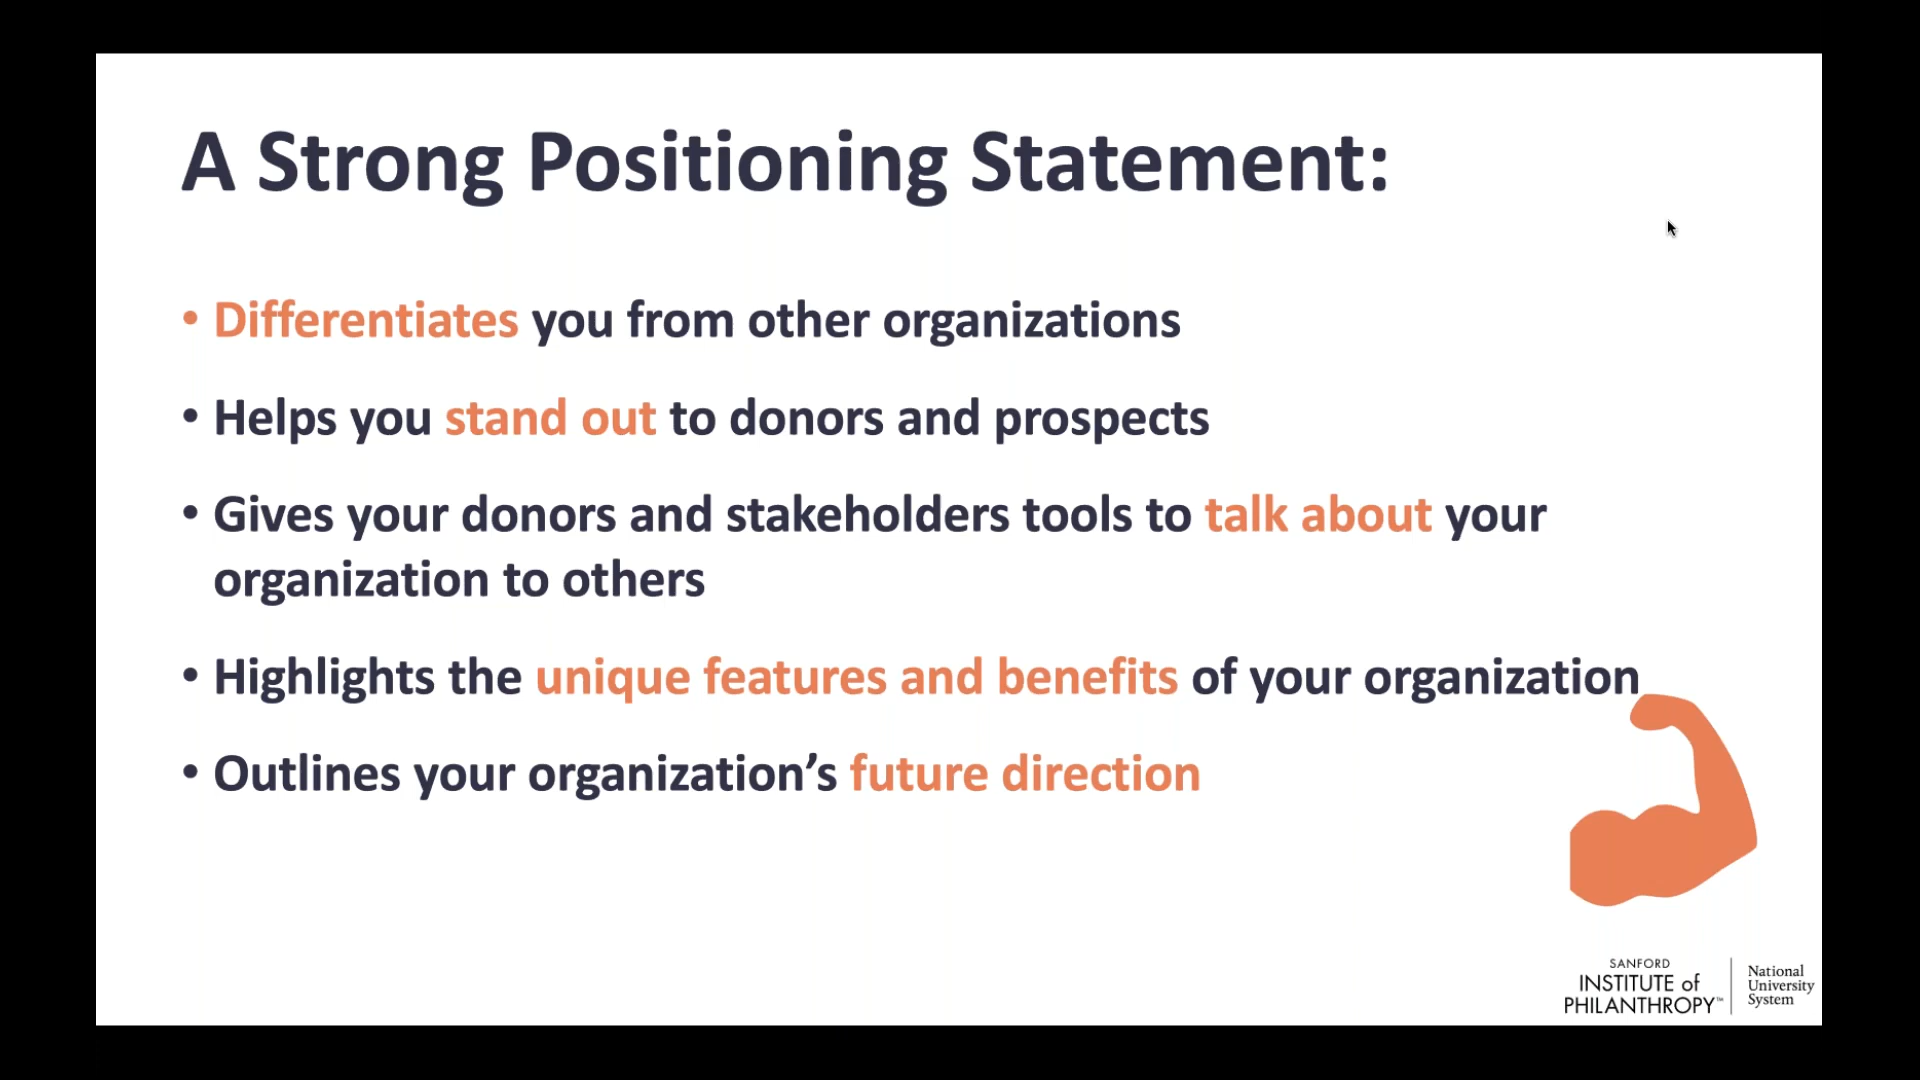 A Strong Positioning Statement:
• Differentiates you from other organizations
• Helps you stand out to donors and prospects
• Gives your donors and stakeholders tools to talk about your
organization to others
• Highlights the unique features and benefits of your organization
• Outlines your organization’s future direction
SANFORD
INSTITUTE of
PHILANTHROPY™
National
University
System